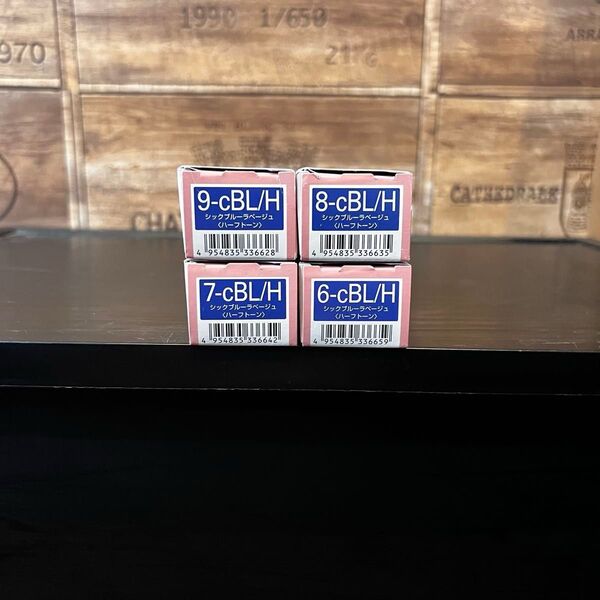 1990 1/650
970
21%G
ARRA
CHA
CATHEDRALE
9-cBL/H
シックブルーラベージュ
〈ハーフトーン〉
4 954835 336628
8-cBL/H
シックブルーラベージュ
〈ハーフトーン〉
4 954835 336635
7-cBL/H
シックブルーラベージュ
〈ハーフトーン〉
4 954835 336642
6-cBL/H
シックブルーラベージュ
〈ハーフトーン〉
4 954835 336659